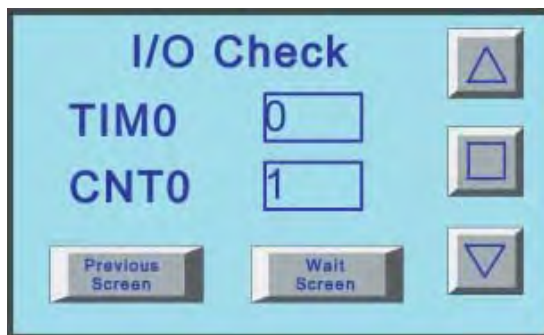 I/O Check
TIM0 0
CNT0 1
Previous
Screen
Wait
Screen